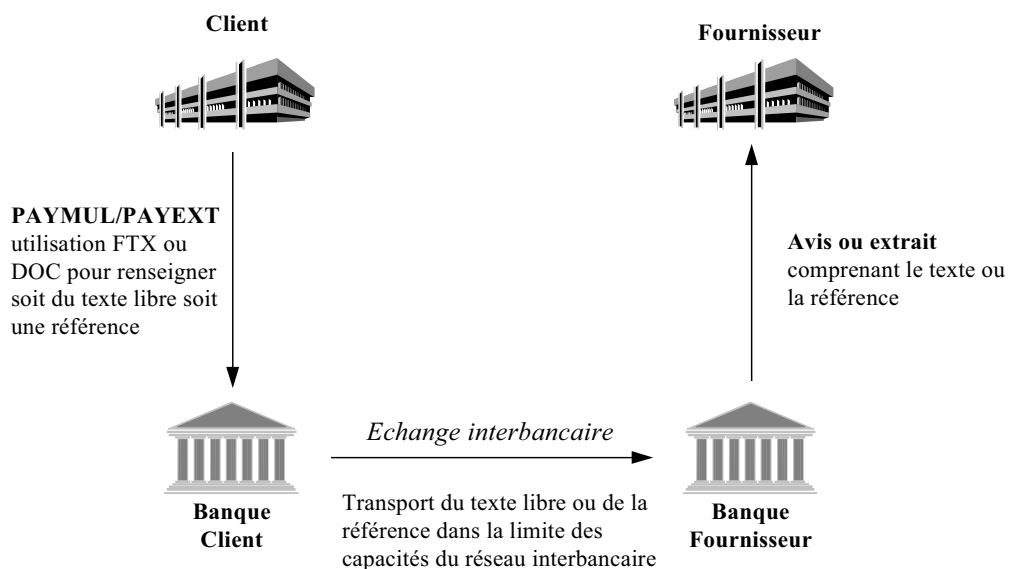 Client
Fournisseur
PAYMUL/PAYEXT
utilisation FTX ou
DOC pour renseigner
soit du texte libre soit
une référence
Avis ou extrait
comprenant le texte ou
la référence
Echange interbancaire
Transport du texte libre ou de la
référence dans la limite des
capacités du réseau interbancaire
Banque
Client
Banque
Fournisseur